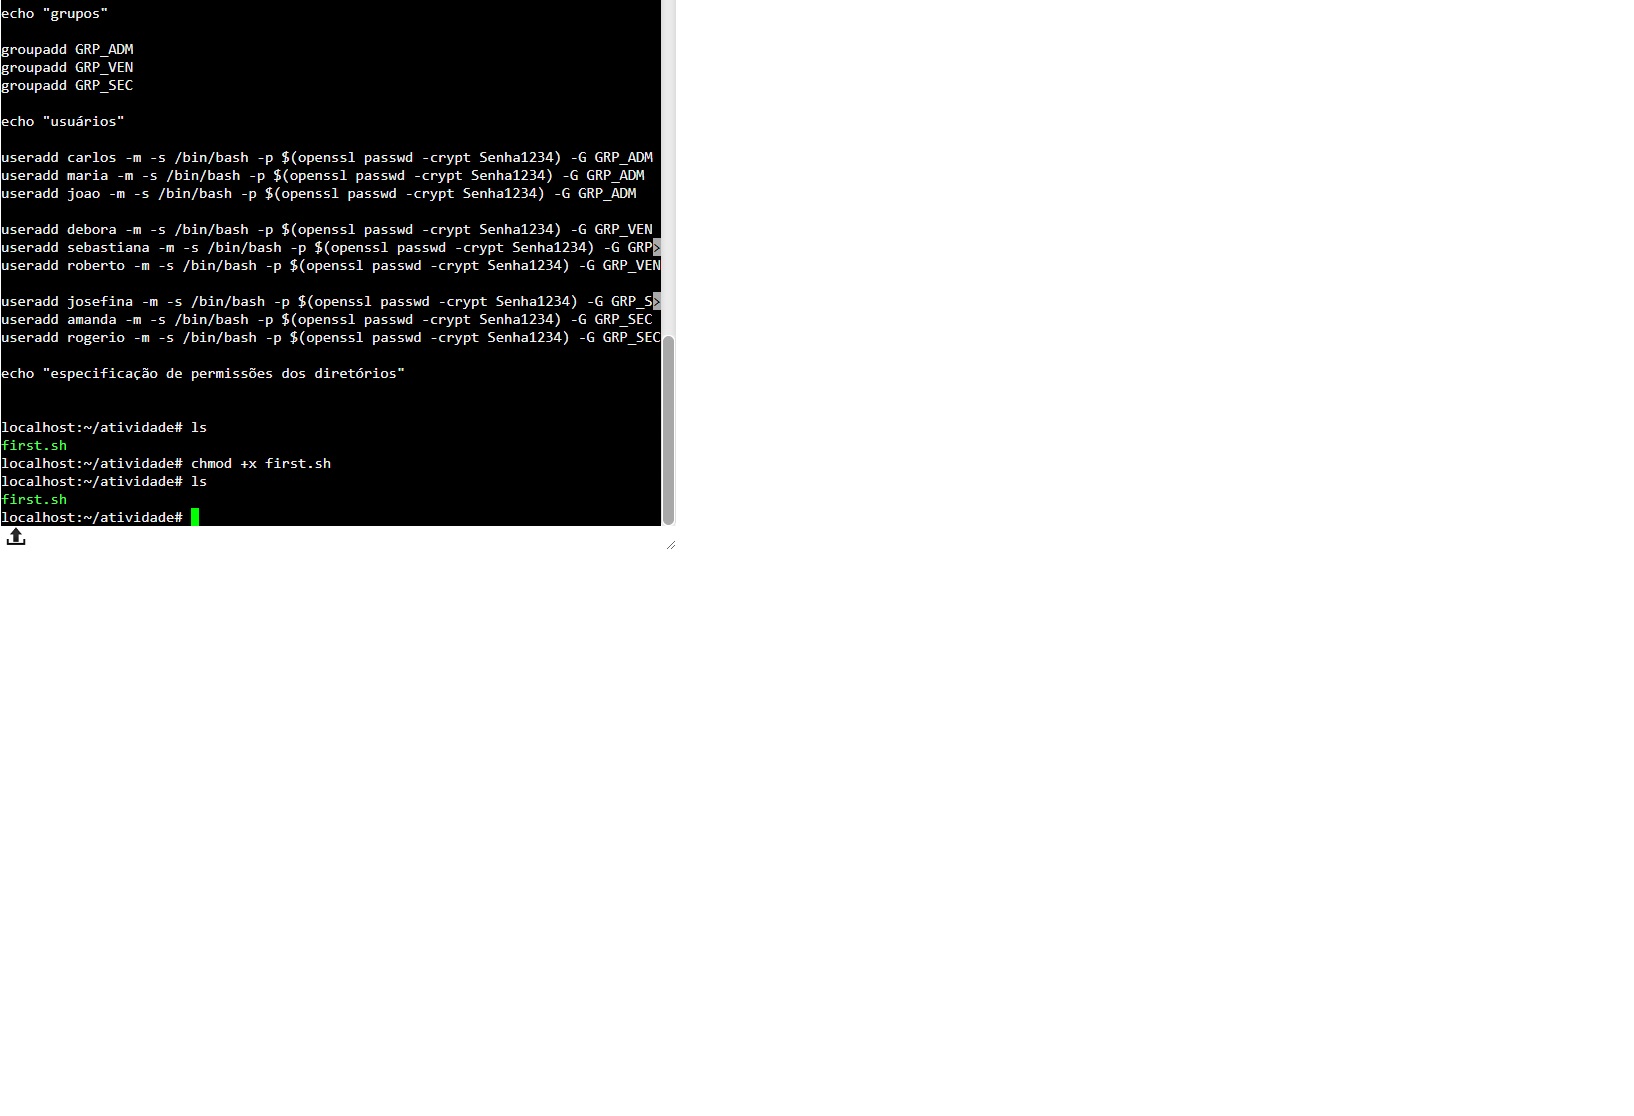 echo "grupos"
groupadd GRP_ADM
groupadd GRP_VEN
groupadd GRP_SEC
echo "usuários"
useradd carlos -m -s /bin/bash -p $(openssl passwd -crypt Senha1234) -G GRP_ADM
useradd maria -m -s /bin/bash -p $(openssl passwd -crypt Senha1234) -G GRP_ADM
useradd joao -m -s /bin/bash -p $(openssl passwd -crypt Senha1234) -G GRP_ADM
useradd debora -m -s /bin/bash -p $(openssl passwd -crypt Senha1234) -G GRP_VEN
useradd sebastiana -m -s /bin/bash -p $(openssl passwd -crypt Senha1234) -G GRP>
useradd roberto -m -s /bin/bash -p $(openssl passwd -crypt Senha1234) -G GRP_VEN
useradd josefina -m -s /bin/bash -p $(openssl passwd -crypt Senha1234) -G GRP_S>
useradd amanda -m -s /bin/bash -p $(openssl passwd -crypt Senha1234) -G GRP_SEC
useradd rogerio -m -s /bin/bash -p $(openssl passwd -crypt Senha1234) -G GRP_SEC
echo "especificação de permissões dos diretórios"
localhost:~/atividade# ls
first.sh
localhost:~/atividade# chmod +x first.sh
localhost:~/atividade# ls
first.sh
localhost:~/atividade#